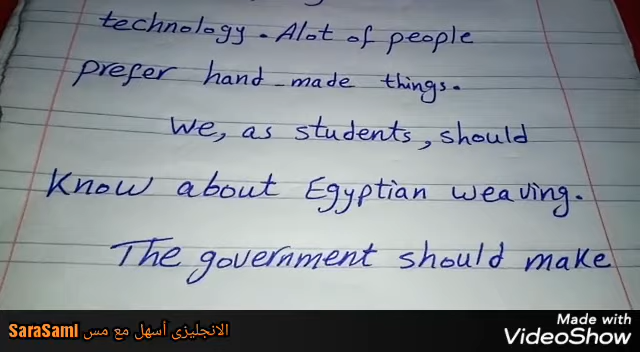 technology. Alot of people
prefer hand-made things.
We, as students, should
Know about Egyptian weaving.
The government should make
الانجليزى أسهل مع مس SaraSamI
Made with
VideoShow